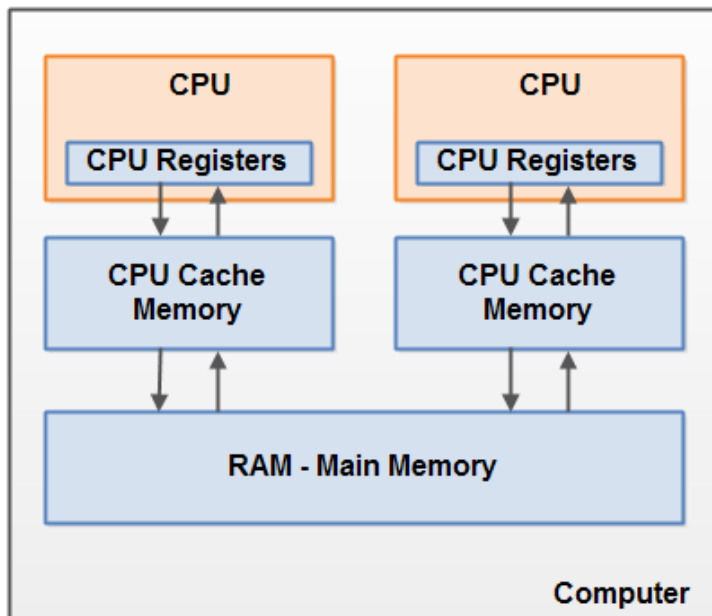 CPU
CPU
CPU Registers
CPU Registers
CPU Cache
Memory
CPU Cache
Memory
RAM - Main Memory
Computer